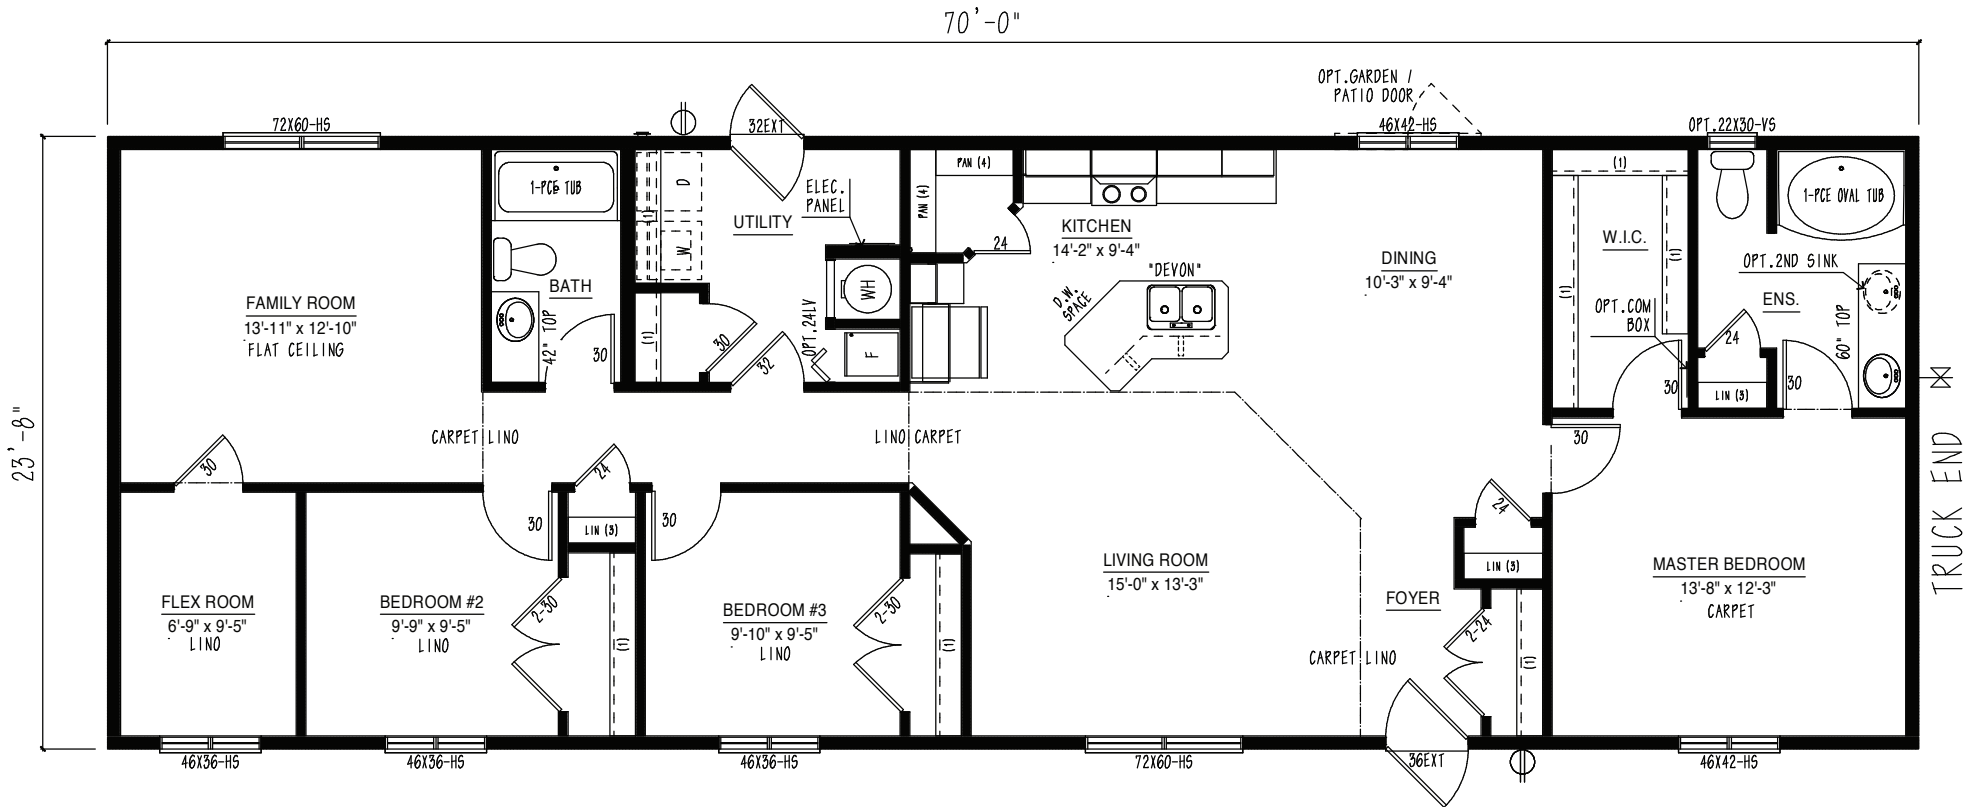 70'-0"
OPT.GARDEN /
PATIO DOOR
72X60-HS
32EXT
46X42-HS
OPT.22X30-VS
1-PCE TUB
D
ELEC.
PANEL
PAN (4)
PAN (4)
(1)
1-PCE OVAL TUB
(1)
UTILITY
KITCHEN
14'-2" x 9'-4"
24
W
W.I.C.
(1)
DINING
10'-3" x 9'-4"
OPT.2ND SINK
"DEVON"
D.W.
SPACE
BATH
WH
(1)
ENS.
FAMILY ROOM
13'-11" x 12'-10"
FLAT CEILING
OPT.COM
BOX
42" TOP
30
(1)
30
32
OPT.24LV
F
24
60" TOP
30
LIN (3)
30
CARPET LINO
LINO CARPET
30
23'-8"
30
24
TRUCK END
30
LIN (3)
30
24
LIVING ROOM
15'-0" x 13'-3"
LIN (3)
MASTER BEDROOM
13'-8" x 12'-3"
CARPET
FLEX ROOM
6'-9" x 9'-5"
LINO
BEDROOM #2
9'-9" x 9'-5"
LINO
2-30
(1)
BEDROOM #3
9'-10" x 9'-5"
LINO
2-30
(1)
FOYER
2-24
(1)
CARPET LINO
46X36-HS
46X36-HS
46X36-HS
72X60-HS
36EXT
46X42-HS